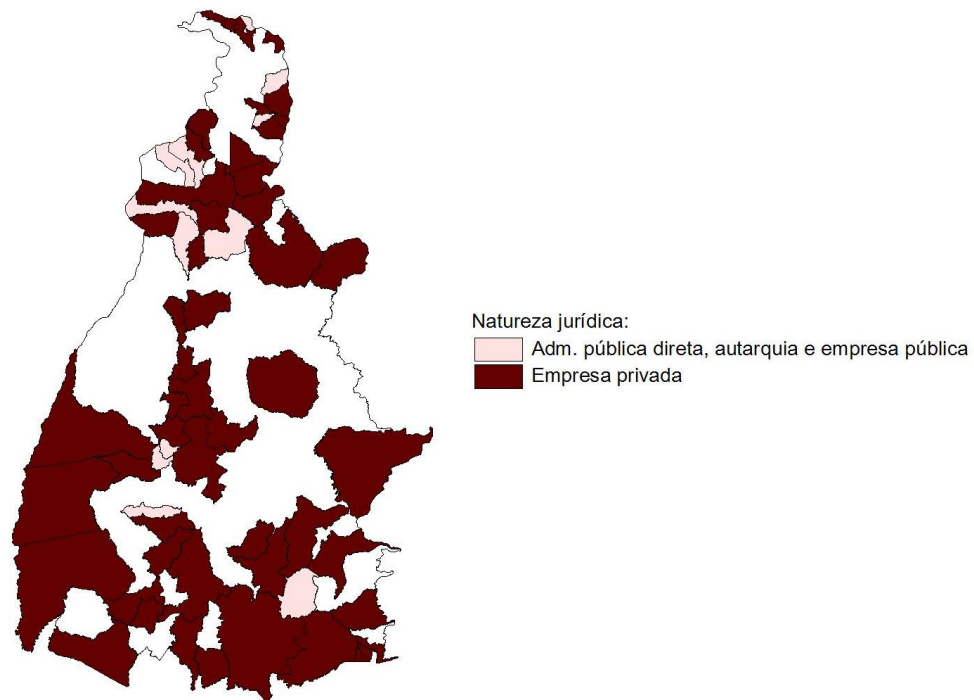 Natureza jurídica:
Adm. pública direta, autarquia e empresa pública
Empresa privada